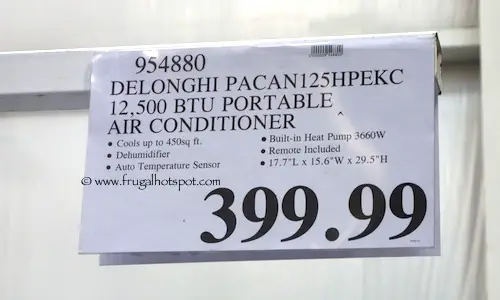 954880
DELONGHI PACAN125HPEKC
12,500 BTU PORTABLE
AIR CONDITIONER
• Cools up to 450sq ft.
• Dehumidifier
• Auto Temperature Sensor
• Built-in Heat Pump 3660W
• Remote Included
• 17.7"L x 15.6"W x 29.5"H
© www.frugalhotspot.com
399.99